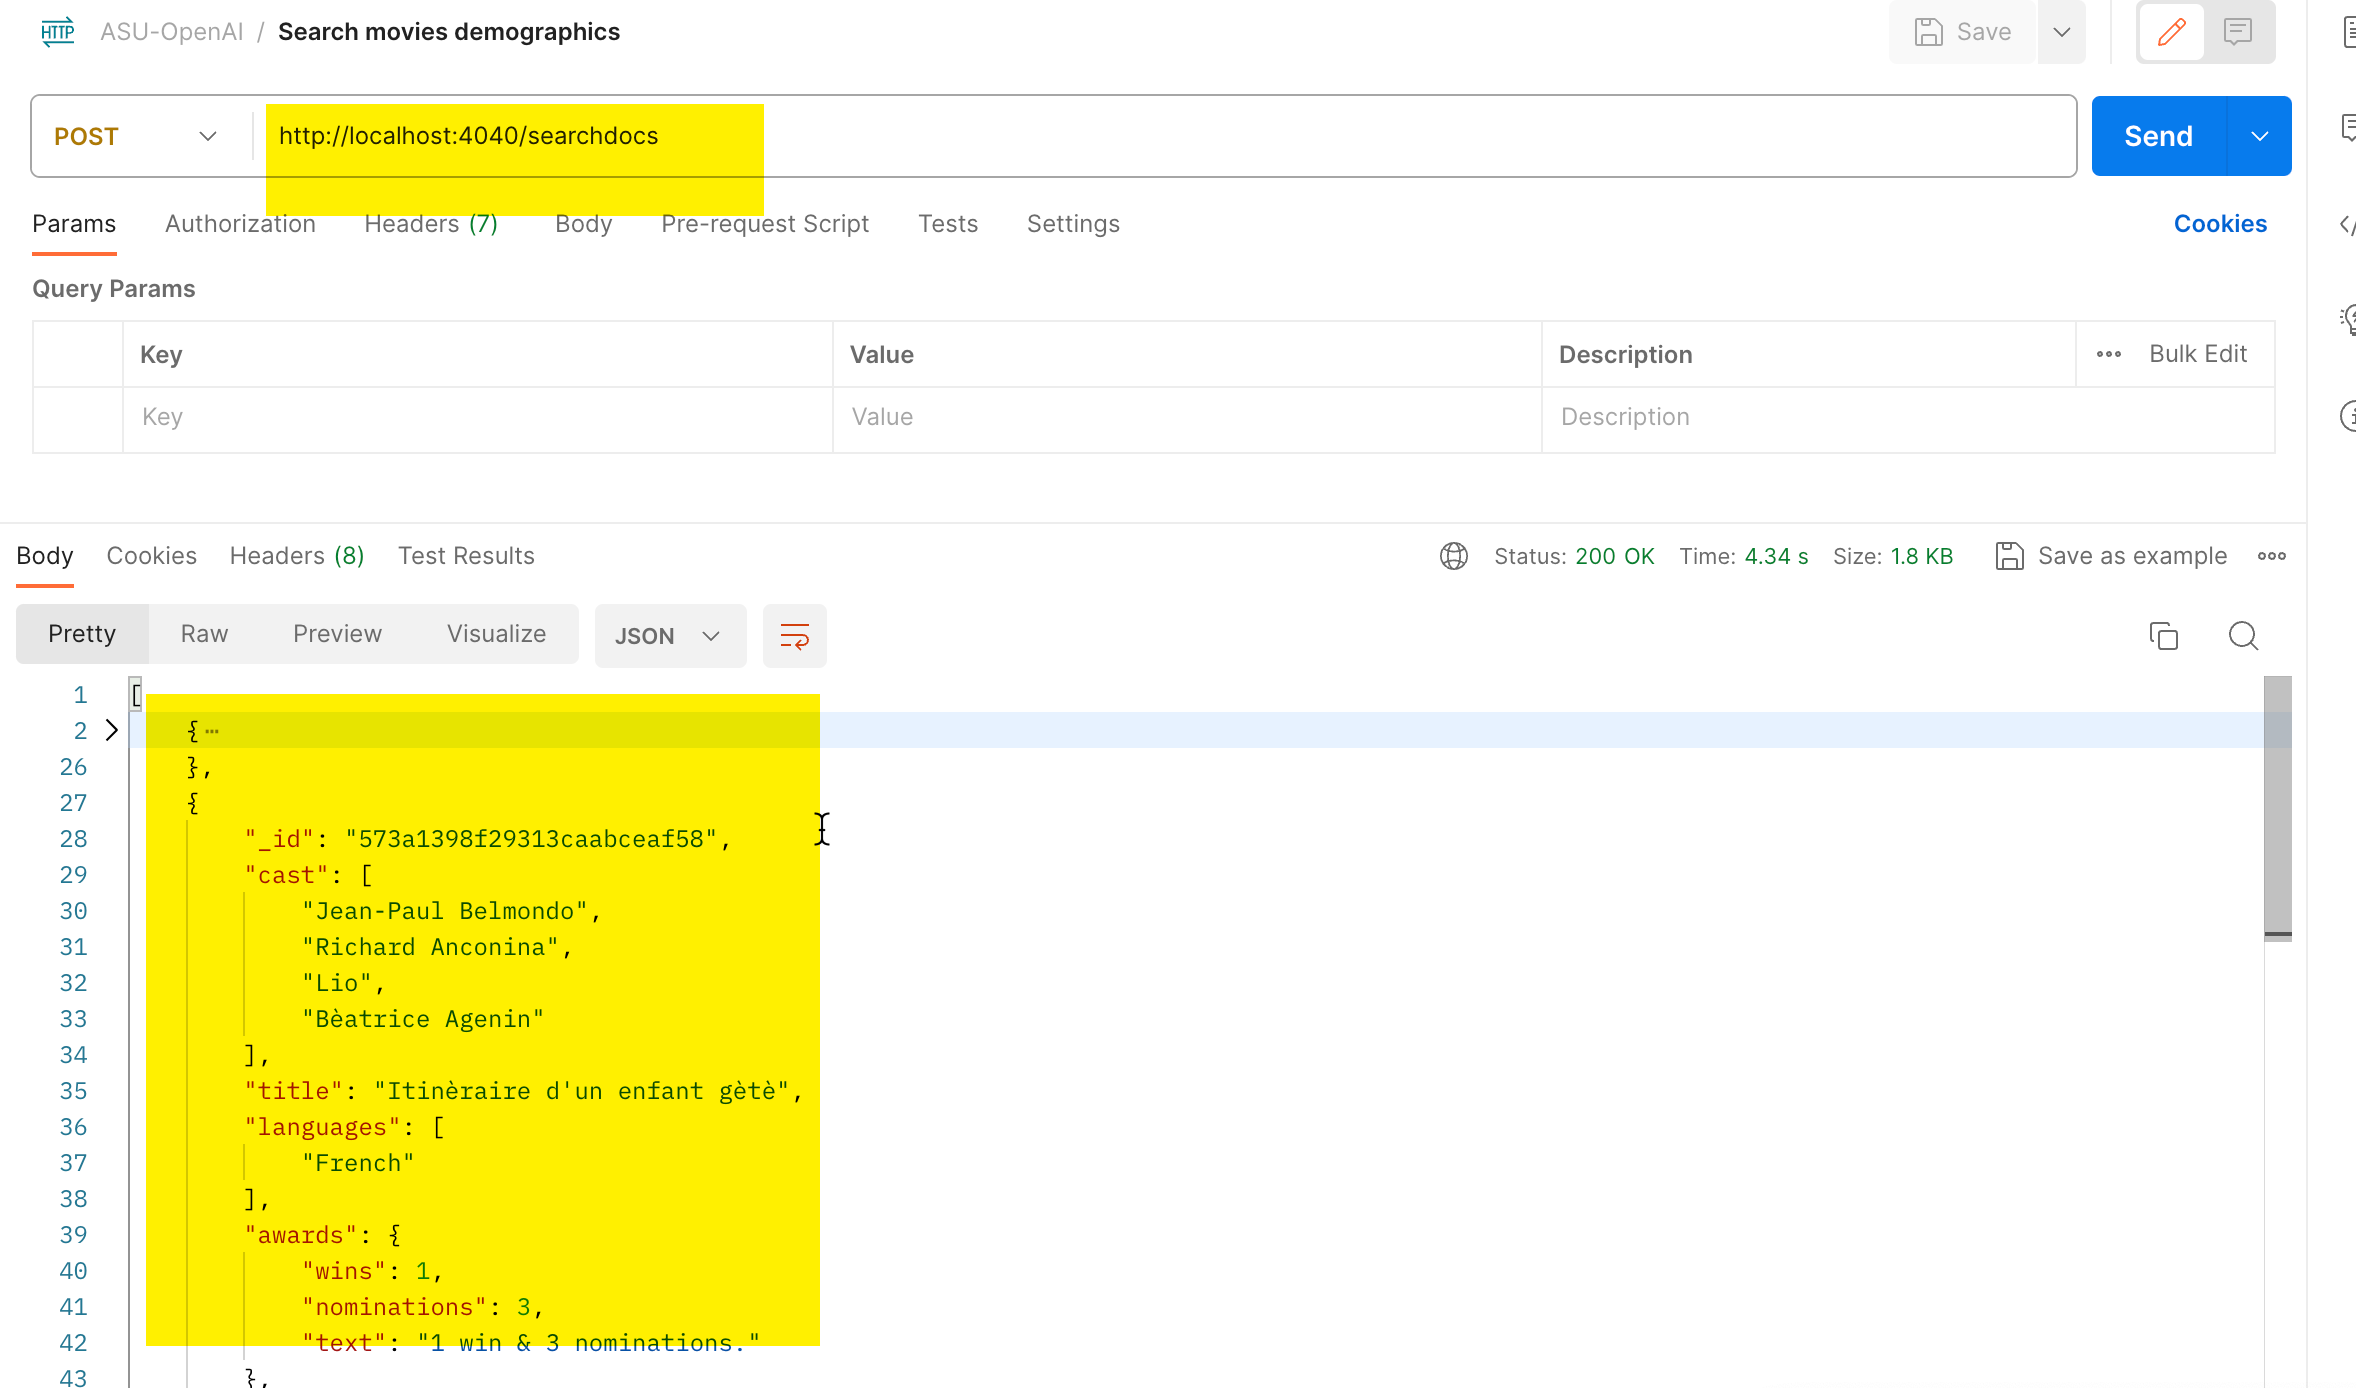 HTTP ASU-OpenAI / Search movies demographics Save
POST http://localhost:4040/searchdocs Send
Params Authorization Headers (7) Body Pre-request Script Tests Settings Cookies
Query Params
Key Value Description Bulk Edit
Key Value Description
Body Cookies Headers (8) Test Results Status: 200 OK Time: 4.34 s Size: 1.8 KB Save as example
Pretty Raw Preview Visualize JSON
1 [
2 { …
26 },
27 {
28 "_id": "573a1398f29313caabceaf58",
29 "cast": [
30 "Jean-Paul Belmondo",
31 "Richard Anconina",
32 "Lio",
33 "Bèatrice Agenin"
34 ],
35 "title": "Itinèraire d'un enfant gètè",
36 "languages": [
37 "French"
38 ],
39 "awards": {
40 "wins": 1,
41 "nominations": 3,
42 "text": "1 win & 3 nominations."
43 },